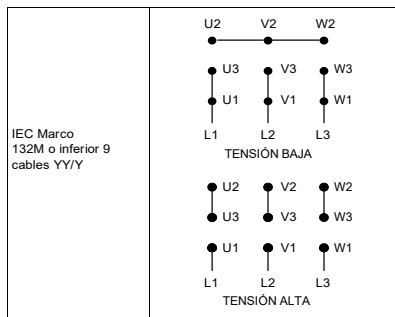 IEC Marco
132M o inferior 9
cables YY/Y
U2 V2 W2
U3 V3 W3
U1 V1 W1
L1 L2 L3
TENSIÓN BAJA
U2 V2 W2
U3 V3 W3
U1 V1 W1
L1 L2 L3
TENSIÓN ALTA